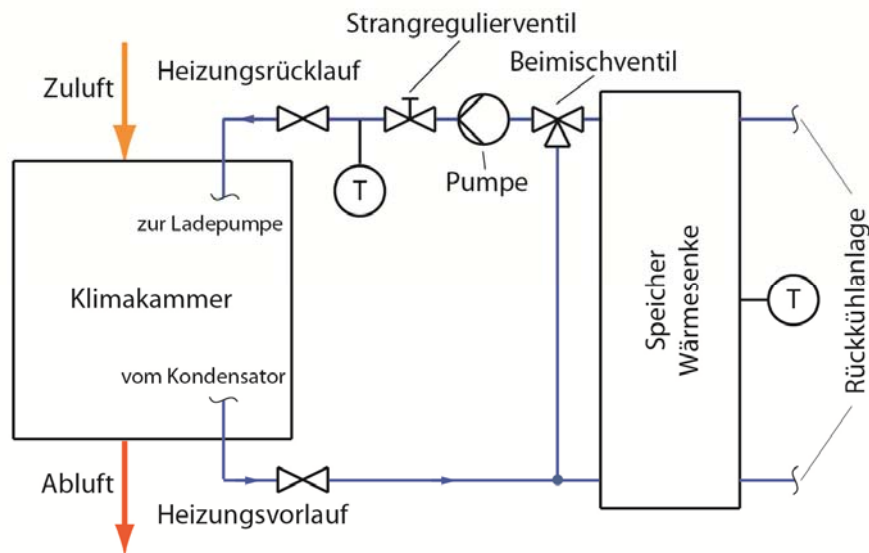 Strangregulierventil
Beimischventil
Heizungsrücklauf
Zuluft
T
Pumpe
zur Ladepumpe
Klimakammer
Speicher
Wärmesenke
T
Rückkühlanlage
vom Kondensator
Abluft
Heizungsvorlauf